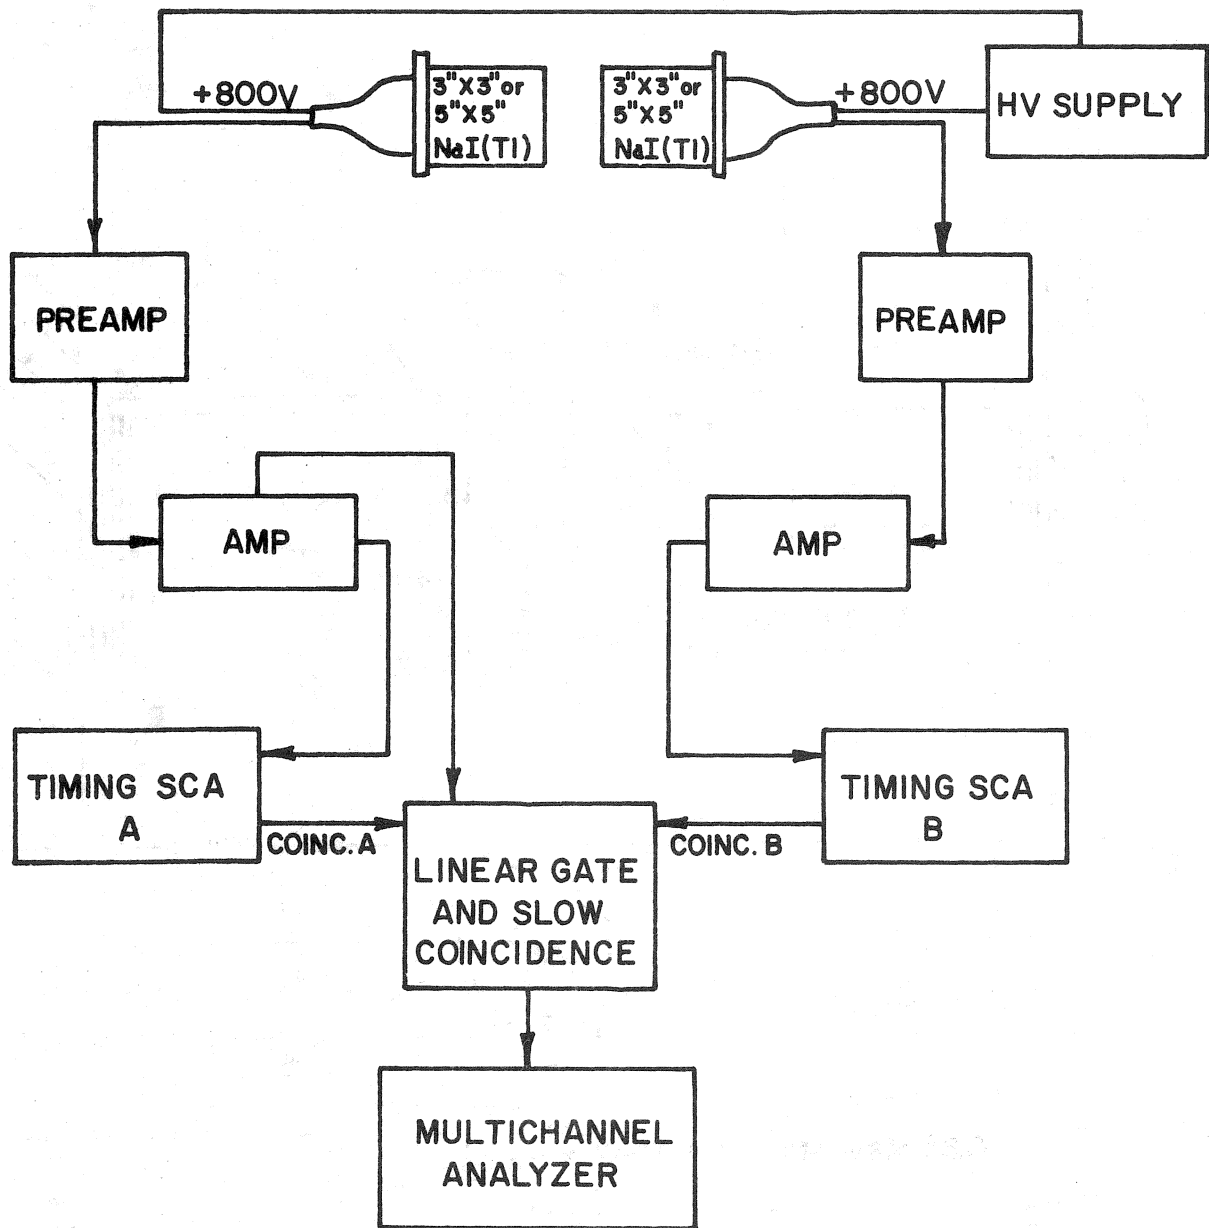 +800V
3"X3" or
5"X5"
NaI(Tl)
3"X3" or
5"X5"
NaI(Tl)
+800V
HV SUPPLY
PREAMP
PREAMP
AMP
AMP
TIMING SCA
A
COINC. A
COINC. B
TIMING SCA
B
LINEAR GATE
AND SLOW
COINCIDENCE
MULTICHANNEL
ANALYZER